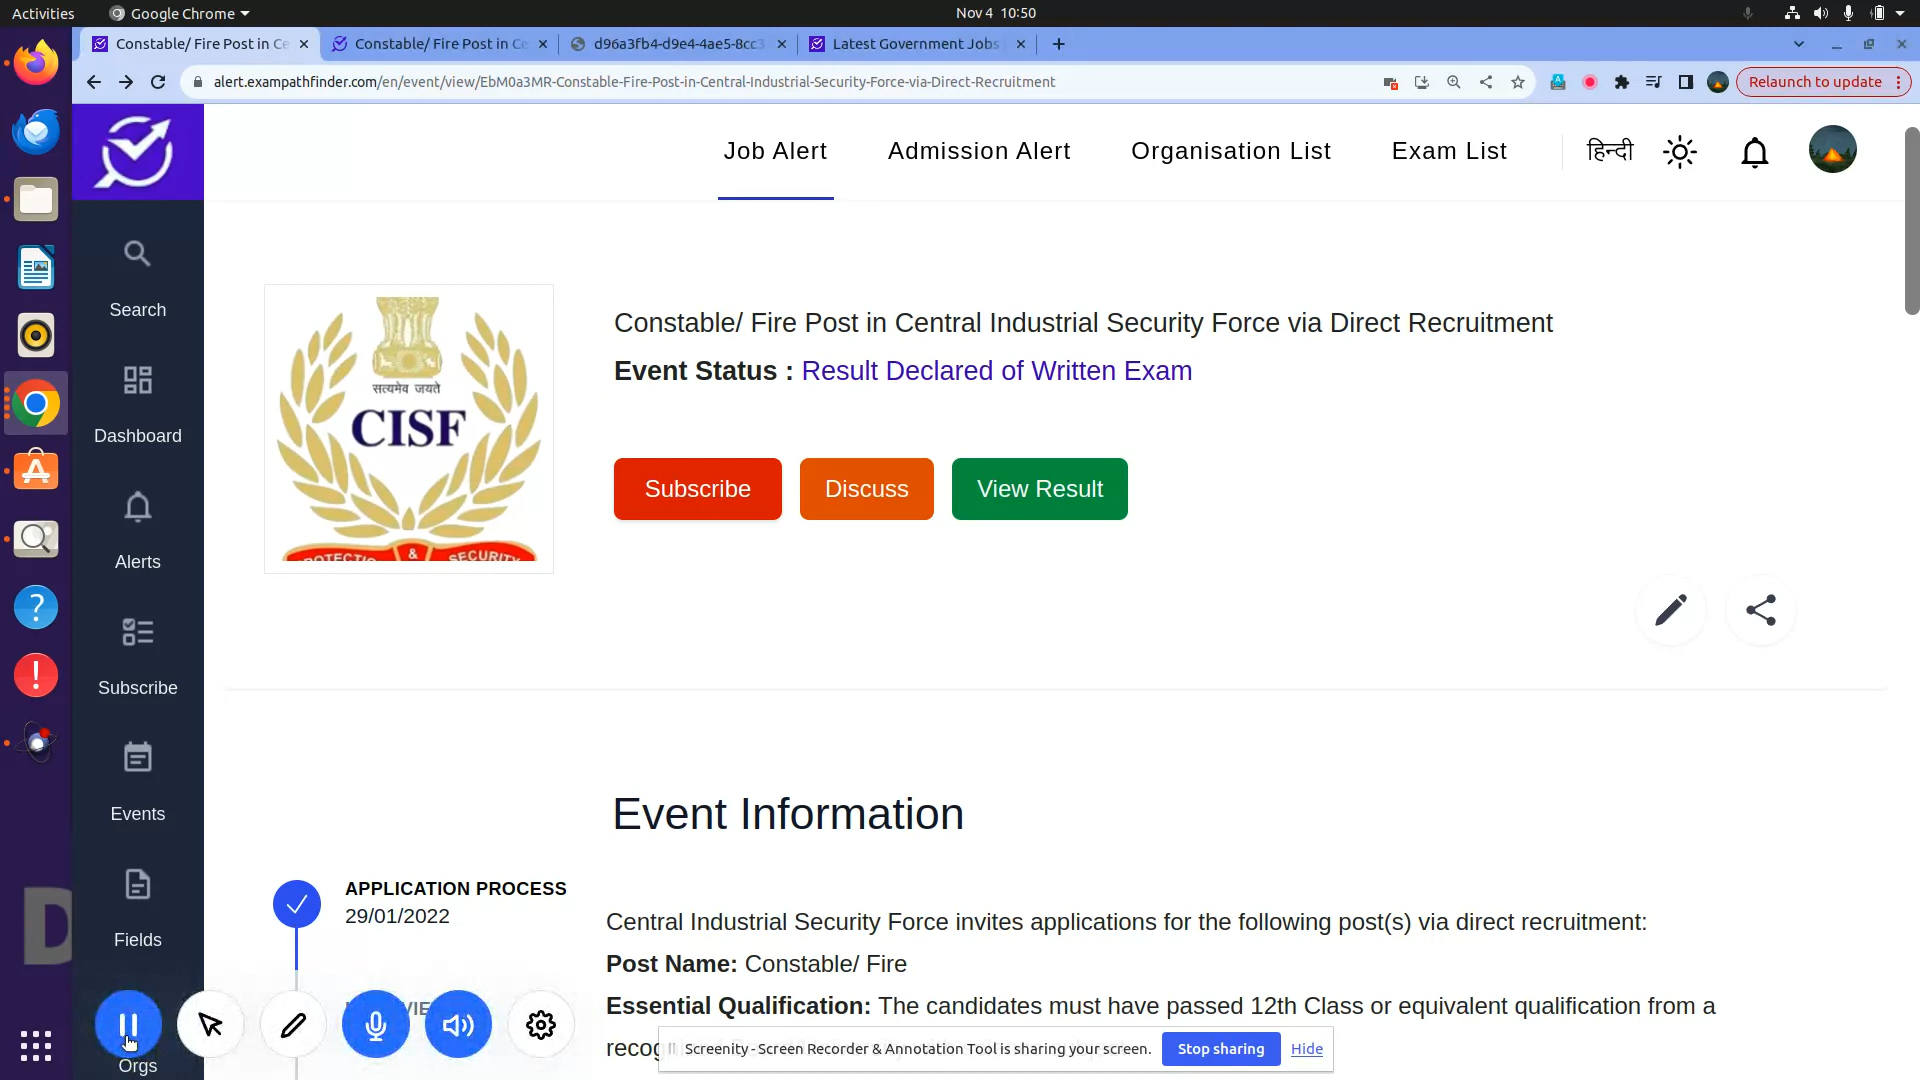 Activities
Google Chrome
Nov 4 10:50
Constable/ Fire Post in Ce
Constable/ Fire Post in Ce
d96a3fb4-d9e4-4ae5-8cc3
Latest Government Jobs
alert.exampathfinder.com/en/event/view/EbM0a3MR-Constable-Fire-Post-in-Central-Industrial-Security-Force-via-Direct-Recruitment
Relaunch to update
Job Alert
Admission Alert
Organisation List
Exam List
हिन्दी
Search
Dashboard
Alerts
Subscribe
Events
Fields
Orgs
सत्यमेव जयते
CISF
&
SECURITY
Constable/ Fire Post in Central Industrial Security Force via Direct Recruitment
Event Status : Result Declared of Written Exam
Subscribe
Discuss
View Result
Event Information
APPLICATION PROCESS
29/01/2022
Central Industrial Security Force invites applications for the following post(s) via direct recruitment:
Post Name: Constable/ Fire
Essential Qualification: The candidates must have passed 12th Class or equivalent qualification from a
Screenity - Screen Recorder & Annotation Tool is sharing your screen.
Stop sharing
Hide